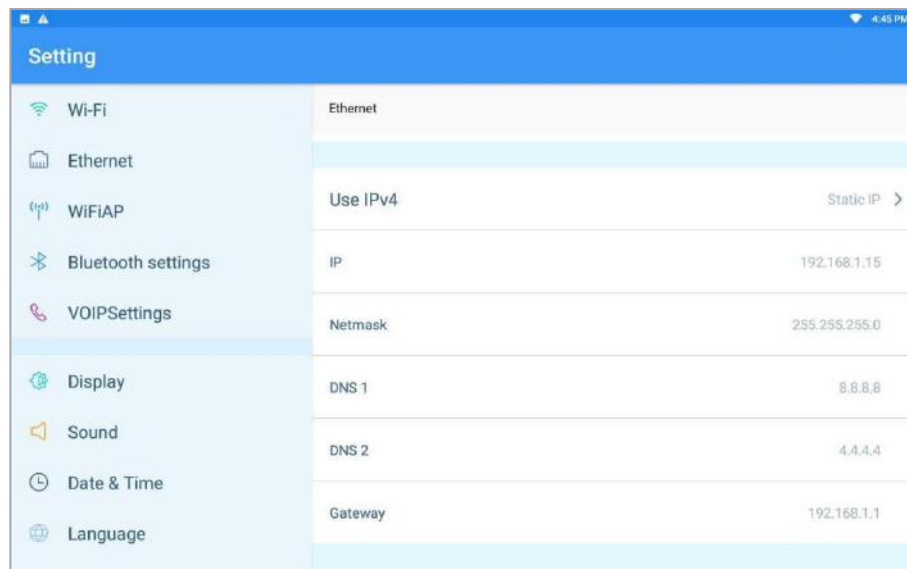 4:45 PM
Setting
Wi-Fi
Ethernet
WiFiAP
Bluetooth settings
VOIPSettings
Display
Sound
Date & Time
Language
Ethernet
Use IPv4 Static IP
IP 192.168.1.15
Netmask 255.255.255.0
DNS 1 8.8.8.8
DNS 2 4.4.4.4
Gateway 192.168.1.1